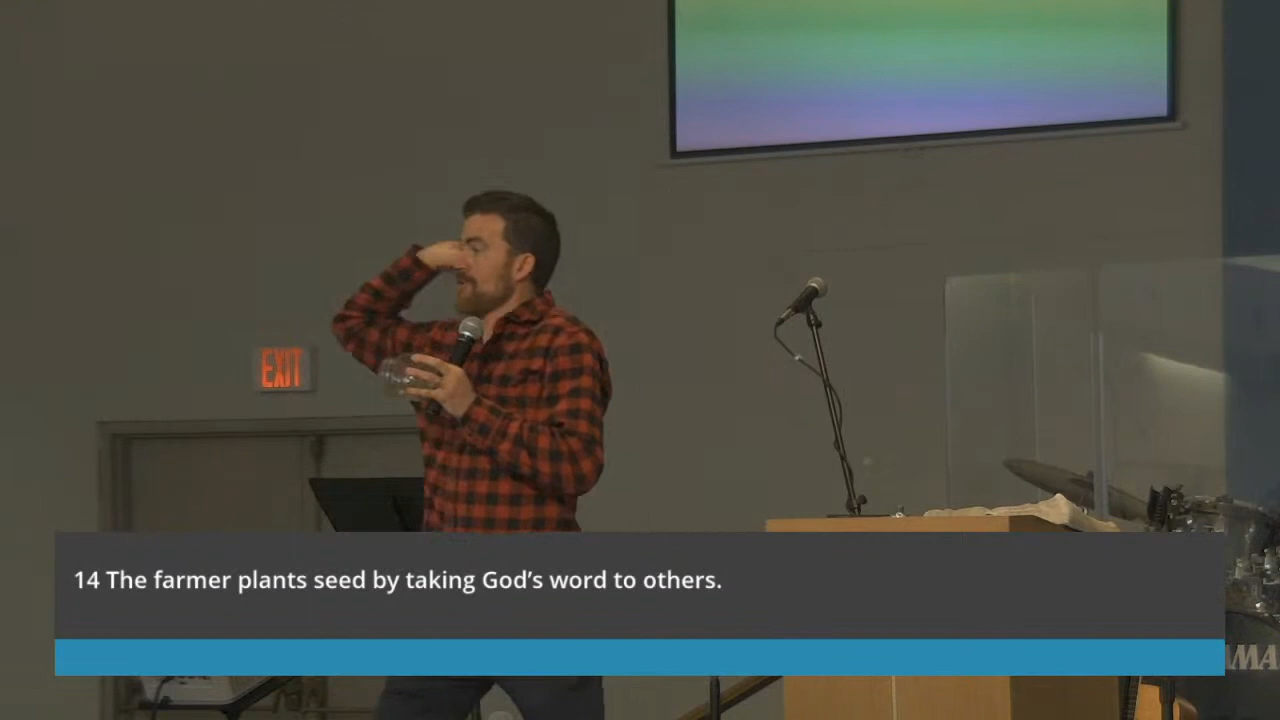 EXIT
14 The farmer plants seed by taking God’s word to others.